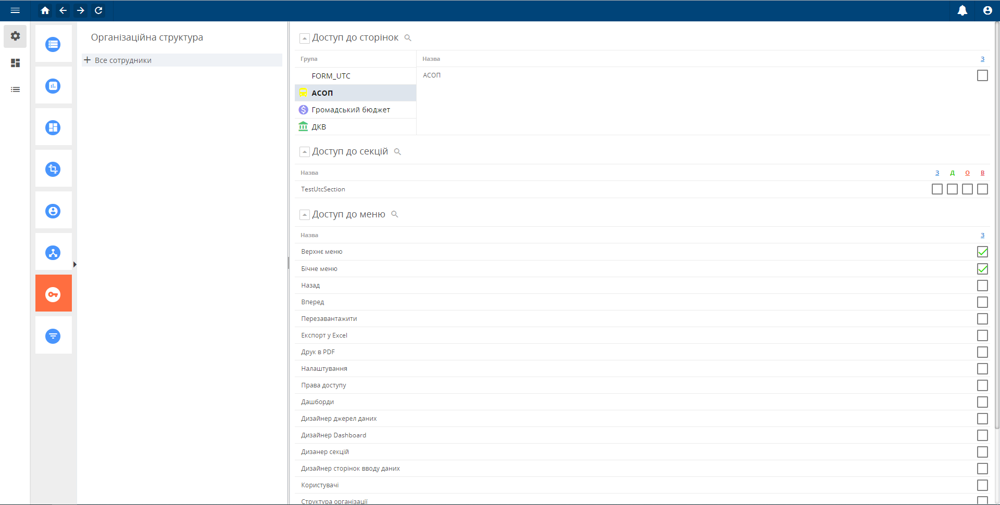 Організаційна структура
Все сотрудники
Доступ до сторінок
Група
Назва
З
FORM_UTC
АСОП
АСОП
Громадський бюджет
ДКВ
Доступ до секцій
Назва
З Д О В
TestUtcSection
Доступ до меню
Назва
З
Верхнє меню
Бічне меню
Назад
Вперед
Перезавантажити
Експорт у Excel
Друк в PDF
Налаштування
Права доступу
Дашборди
Дизайнер джерел даних
Дизайнер Dashboard
Дизанер секцій
Дизайнер сторінок вводу даних
Користувачі
Структура організації